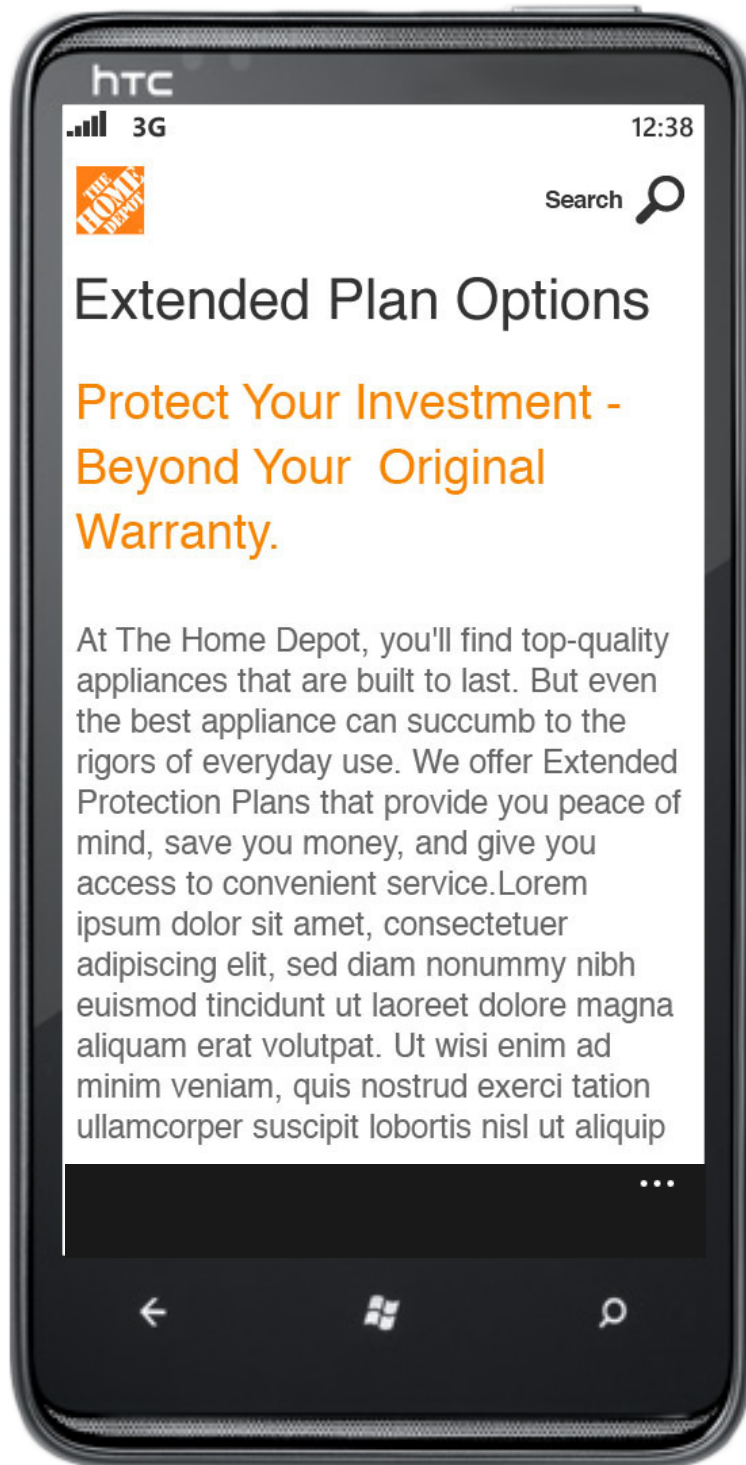 hTC
3G
12:38
THE
HOME
DEPOT
Search
Extended Plan Options
Protect Your Investment -
Beyond Your  Original
Warranty.
At The Home Depot, you'll find top-quality
appliances that are built to last. But even
the best appliance can succumb to the
rigors of everyday use. We offer Extended
Protection Plans that provide you peace of
mind, save you money, and give you
access to convenient service.Lorem
ipsum dolor sit amet, consectetuer
adipiscing elit, sed diam nonummy nibh
euismod tincidunt ut laoreet dolore magna
aliquam erat volutpat. Ut wisi enim ad
minim veniam, quis nostrud exerci tation
ullamcorper suscipit lobortis nisl ut aliquip
...